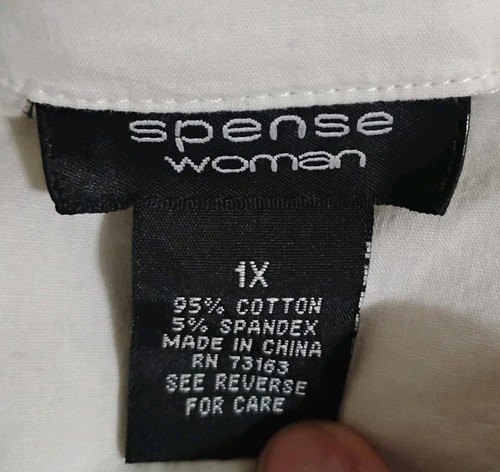 spense
woman
1X
95% COTTON
5% SPANDEX
MADE IN CHINA
RN 73163
SEE REVERSE
FOR CARE